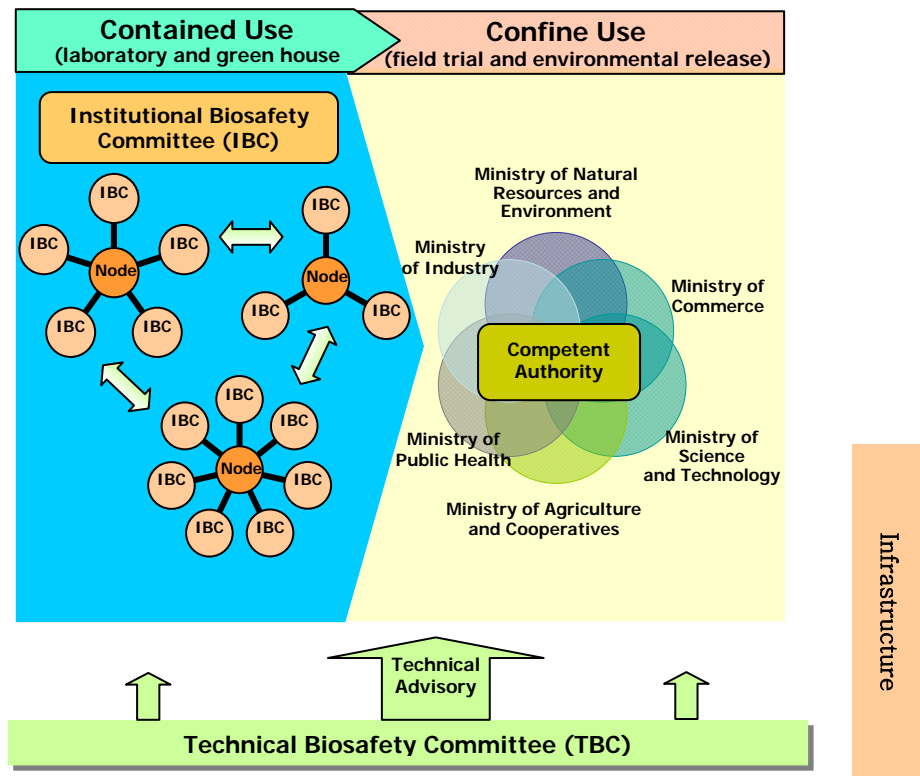 Contained Use
(laboratory and green house
Confine Use
(field trial and environmental release)
Institutional Biosafety
Committee (IBC)
IBC
IBC
IBC
Node
IBC
IBC
IBC
Node
IBC
IBC
IBC
IBC
IBC
IBC
Node
IBC
IBC
IBC
IBC
Ministry of Natural
Resources and
Environment
Ministry
of Industry
Ministry of
Commerce
Competent
Authority
Ministry of
Public Health
Ministry of
Science
and Technology
Ministry of Agriculture
and Cooperatives
Technical
Advisory
Technical Biosafety Committee (TBC)
Infrastructure